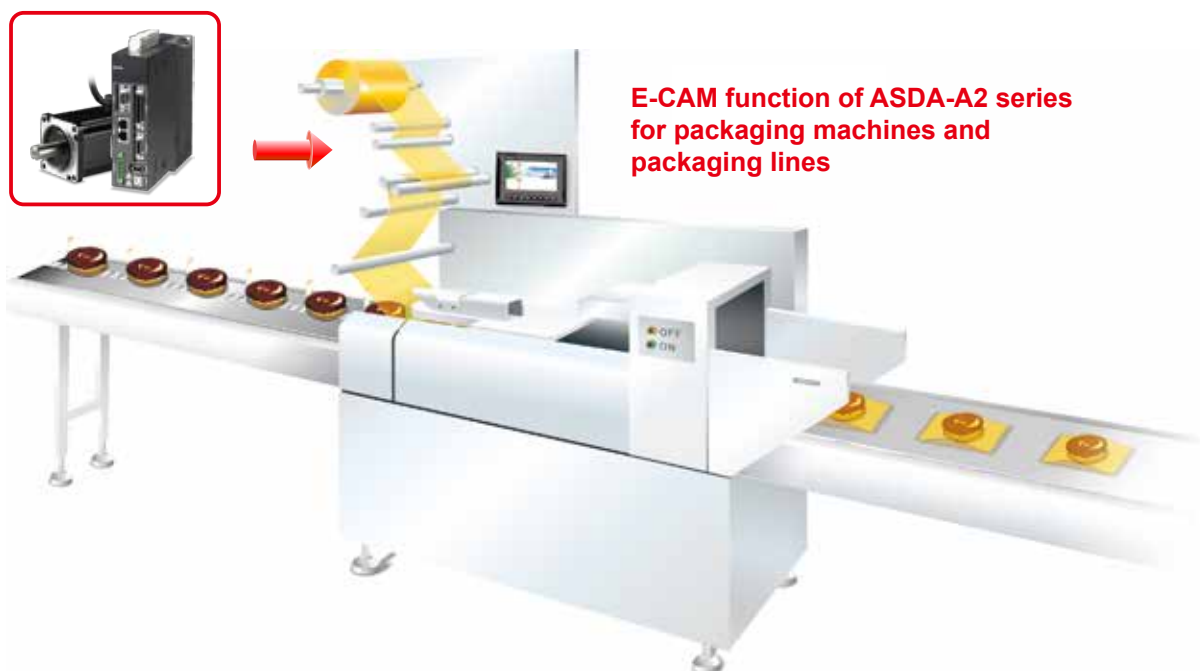 E-CAM function of ASDA-A2 series
for packaging machines and
packaging lines
OFF
ON